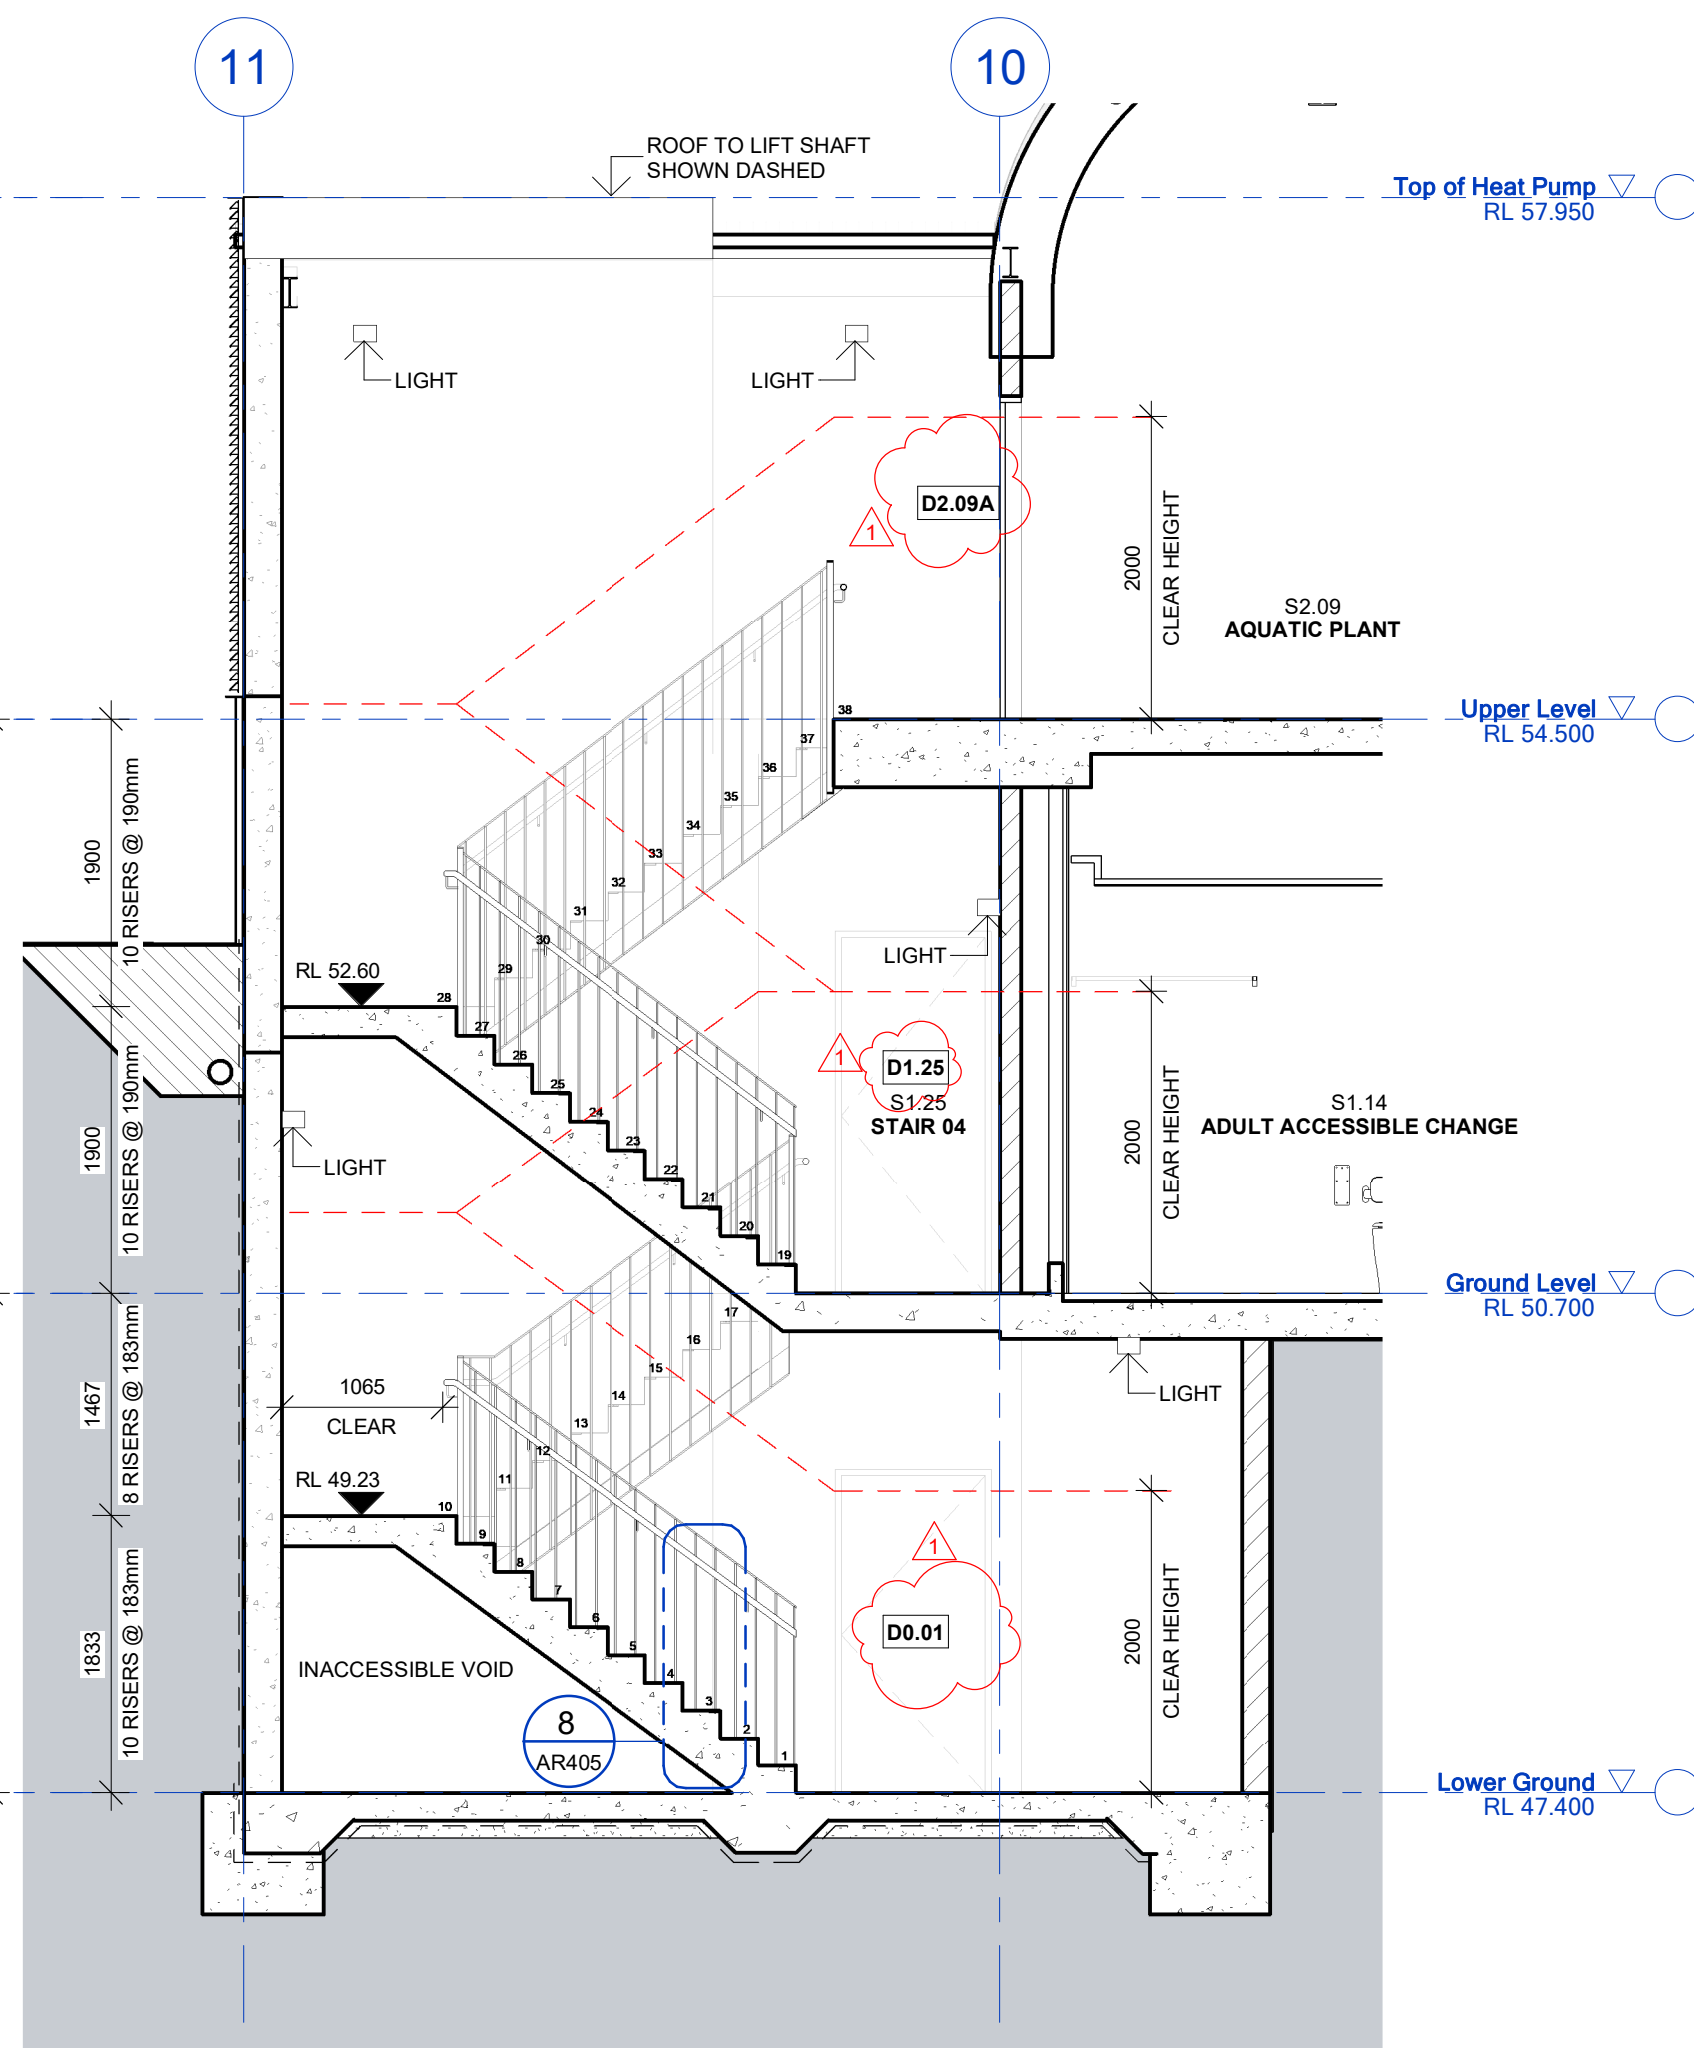 11
10
ROOF TO LIFT SHAFT
SHOWN DASHED
Top of Heat Pump
RL 57.950
LIGHT
LIGHT
D2.09A
1
2000
CLEAR HEIGHT
S2.09
AQUATIC PLANT
Upper Level
RL 54.500
38
37
36
35
34
33
32
31
30
29
28
27
26
25
24
23
22
21
20
19
1900
10 RISERS @ 190mm
RL 52.60
LIGHT
1
D1.25
S1.25
STAIR 04
2000
CLEAR HEIGHT
S1.14
ADULT ACCESSIBLE CHANGE
1900
10 RISERS @ 190mm
LIGHT
Ground Level
RL 50.700
17
16
15
14
13
12
11
10
9
8
7
6
5
4
3
2
1
1467
8 RISERS @ 183mm
1065
CLEAR
LIGHT
RL 49.23
1
D0.01
2000
CLEAR HEIGHT
1833
10 RISERS @ 183mm
INACCESSIBLE VOID
8
AR405
Lower Ground
RL 47.400